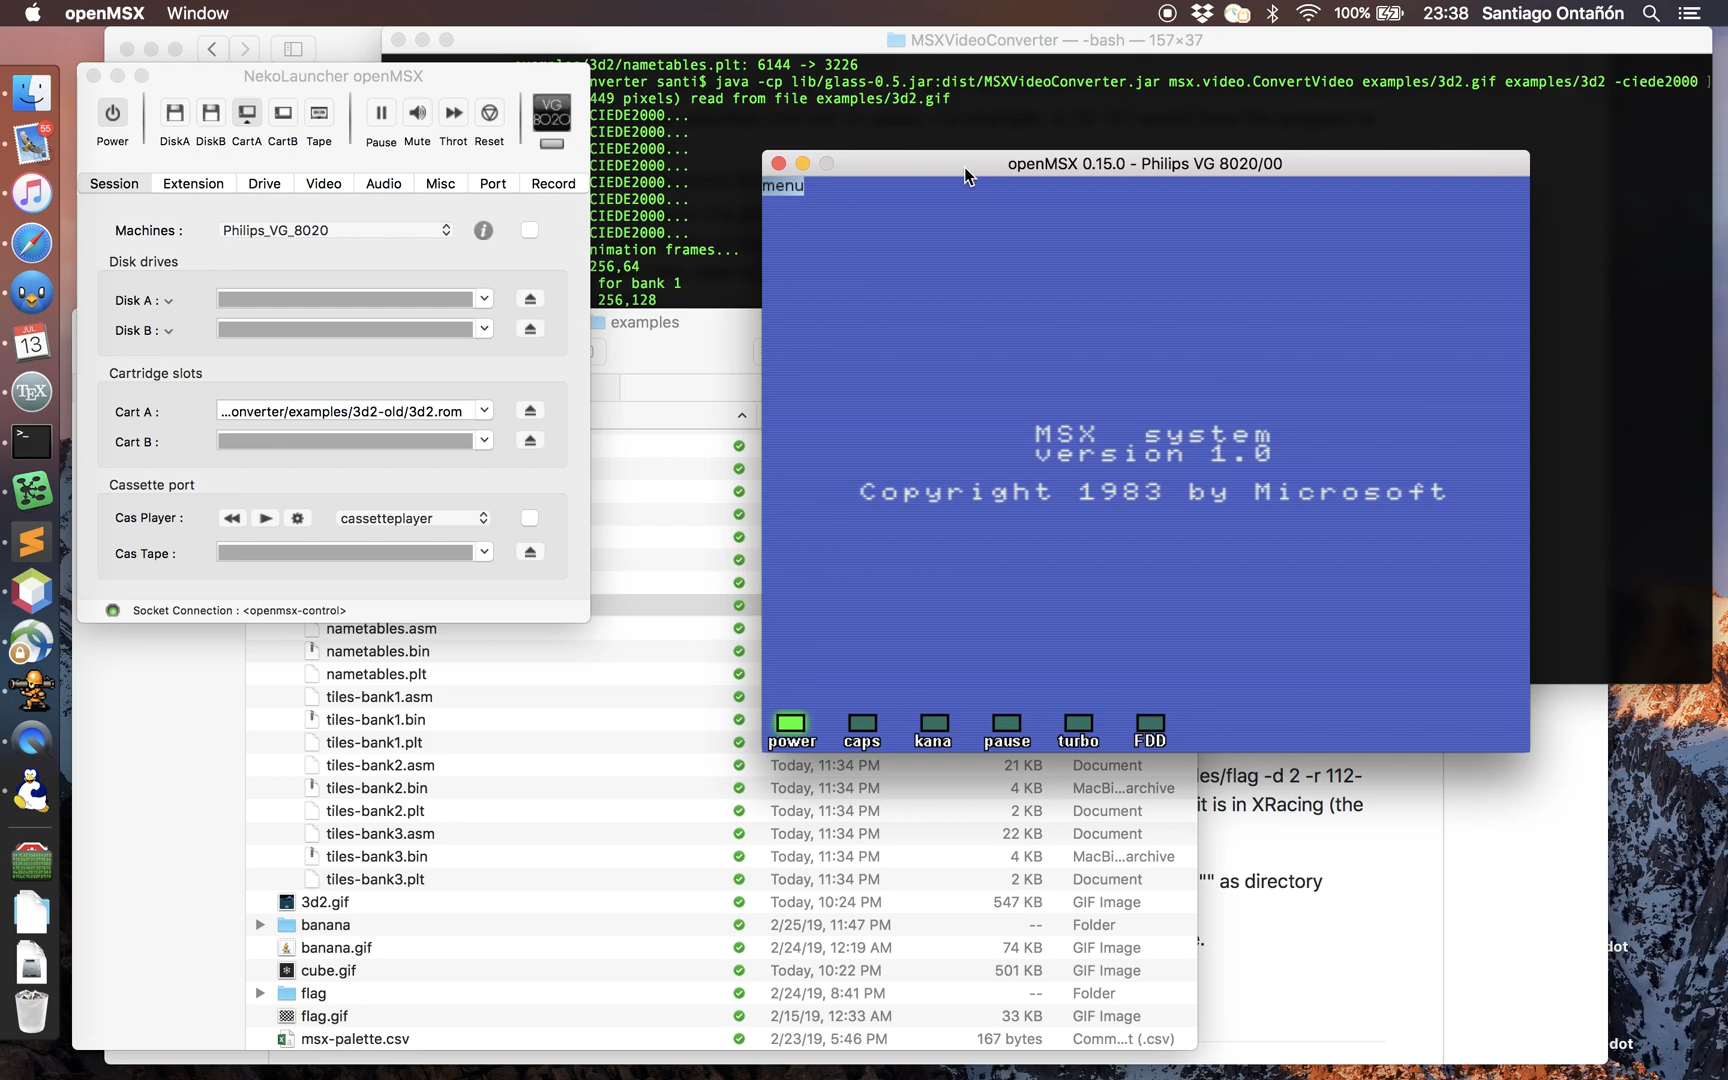 openMSX Window
100% 23:38 Santiago Ontañón
MSXVideoConverter — -bash — 157×37
3d2/nametables.plt: 6144 -> 3226
nverter santi$ java -cp lib/glass-0.5.jar:dist/MSXVideoConverter.jar msx.video.ConvertVideo examples/3d2.gif examples/3d2 -ciede2000
449 pixels) read from file examples/3d2.gif
CIEDE2000...
CIEDE2000...
CIEDE2000...
CIEDE2000...
CIEDE2000...
CIEDE2000...
CIEDE2000...
CIEDE2000...
nimation frames...
256,64
for bank 1
256,128
NekoLauncher openMSX
VG
8020
Power DiskA DiskB CartA CartB Tape Pause Mute Throt Reset
Session Extension Drive Video Audio Misc Port Record
Machines : Philips_VG_8020
Disk drives
Disk A :
Disk B :
Cartridge slots
Cart A : ...onverter/examples/3d2-old/3d2.rom
Cart B :
Cassette port
Cas Player : cassetteplayer
Cas Tape :
Socket Connection : <openmsx-control>
openMSX 0.15.0 - Philips VG 8020/00
menu
MSX system
version 1.0
Copyright 1983 by Microsoft
power caps kana pause turbo FDD
examples
nametables.asm
nametables.bin
nametables.plt
tiles-bank1.asm
tiles-bank1.bin
tiles-bank1.plt
tiles-bank2.asm Today, 11:34 PM 21 KB Document
tiles-bank2.bin Today, 11:34 PM 4 KB MacBi...archive
tiles-bank2.plt Today, 11:34 PM 2 KB Document
tiles-bank3.asm Today, 11:34 PM 22 KB Document
tiles-bank3.bin Today, 11:34 PM 4 KB MacBi...archive
tiles-bank3.plt Today, 11:34 PM 2 KB Document
3d2.gif Today, 10:24 PM 547 KB GIF Image
banana 2/25/19, 11:47 PM -- Folder
banana.gif 2/24/19, 12:19 AM 74 KB GIF Image
cube.gif Today, 10:22 PM 501 KB GIF Image
flag 2/24/19, 8:41 PM -- Folder
flag.gif 2/15/19, 12:33 AM 33 KB GIF Image
msx-palette.csv 2/23/19, 5:46 PM 167 bytes Comm...t (.csv)
es/flag -d 2 -r 112-
it is in XRacing (the
"" as directory
e.
dot
dot
55
JUL
13
TEX